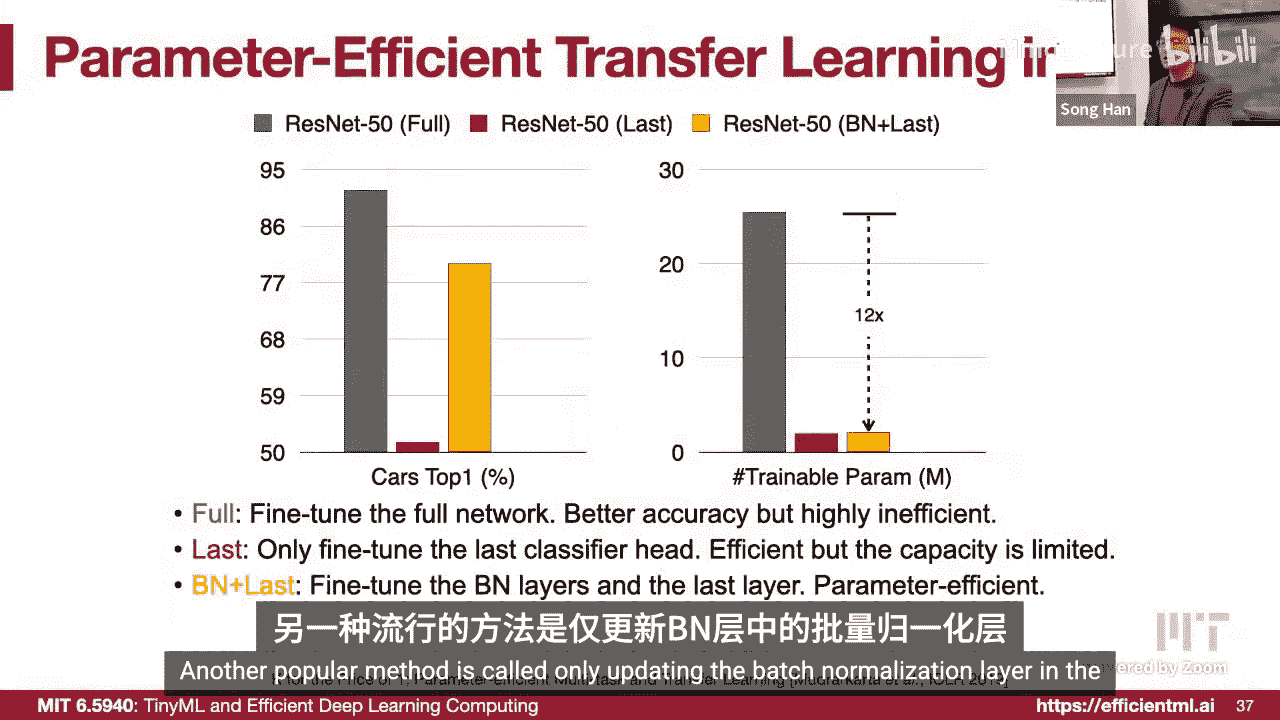 Parameter-Efficient Transfer Learning in
bilibili
Song Han
ResNet-50 (Full)
ResNet-50 (Last)
ResNet-50 (BN+Last)
95
86
77
68
59
50
Cars Top1 (%)
30
20
10
0
12x
#Trainable Param (M)
• Full: Fine-tune the full network. Better accuracy but highly inefficient.
• Last: Only fine-tune the last classifier head. Efficient but the capacity is limited.
• BN+Last: Fine-tune the BN layers and the last layer. Parameter-efficient.
另一种流行的方法是仅更新BN层中的批量归一化层
Another popular method is called only updating the batch normalization layer in the
MIT
Powered by Zoom
MIT 6.5940: TinyML and Efficient Deep Learning Computing
https://efficientml.ai
37